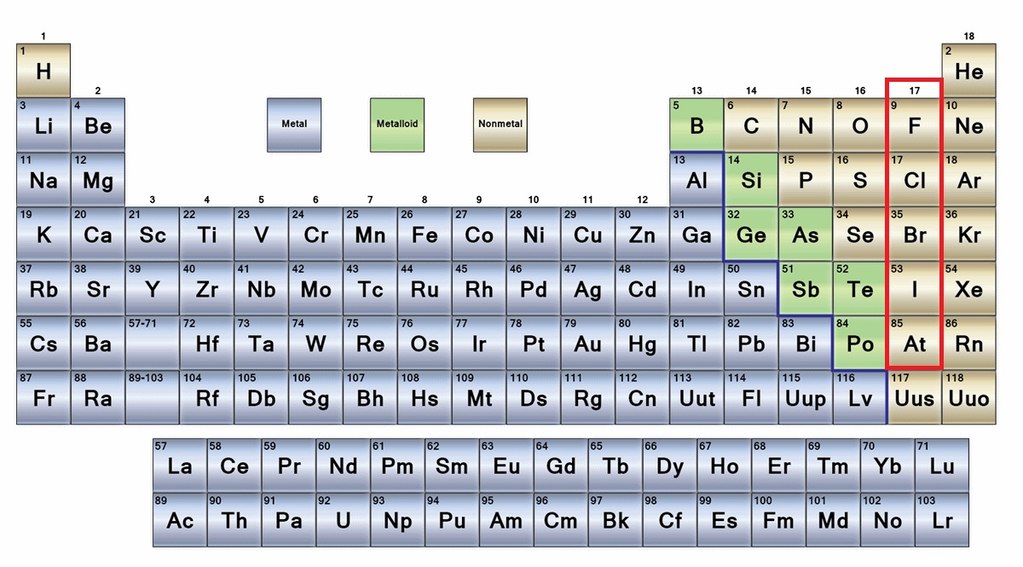 1 18
1 2
H He
2 13 14 15 16 17
3 4 5 6 7 8 9 10
Li Be Metal Metalloid Nonmetal B C N O F Ne
11 12 13 14 15 16 17 18
Na Mg Al Si P S Cl Ar
3 4 5 6 7 8 9 10 11 12
19 20 21 22 23 24 25 26 27 28 29 30 31 32 33 34 35 36
K Ca Sc Ti V Cr Mn Fe Co Ni Cu Zn Ga Ge As Se Br Kr
37 38 39 40 41 42 43 44 45 46 47 48 49 50 51 52 53 54
Rb Sr Y Zr Nb Mo Tc Ru Rh Pd Ag Cd In Sn Sb Te I Xe
55 56 57-71 72 73 74 75 76 77 78 79 80 81 82 83 84 85 86
Cs Ba Hf Ta W Re Os Ir Pt Au Hg Tl Pb Bi Po At Rn
87 88 89-103 104 105 106 107 108 109 110 111 112 113 114 115 116 117 118
Fr Ra Rf Db Sg Bh Hs Mt Ds Rg Cn Uut Fl Uup Lv Uus Uuo
57 58 59 60 61 62 63 64 65 66 67 68 69 70 71
La Ce Pr Nd Pm Sm Eu Gd Tb Dy Ho Er Tm Yb Lu
89 90 91 92 93 94 95 96 97 98 99 100 101 102 103
Ac Th Pa U Np Pu Am Cm Bk Cf Es Fm Md No Lr